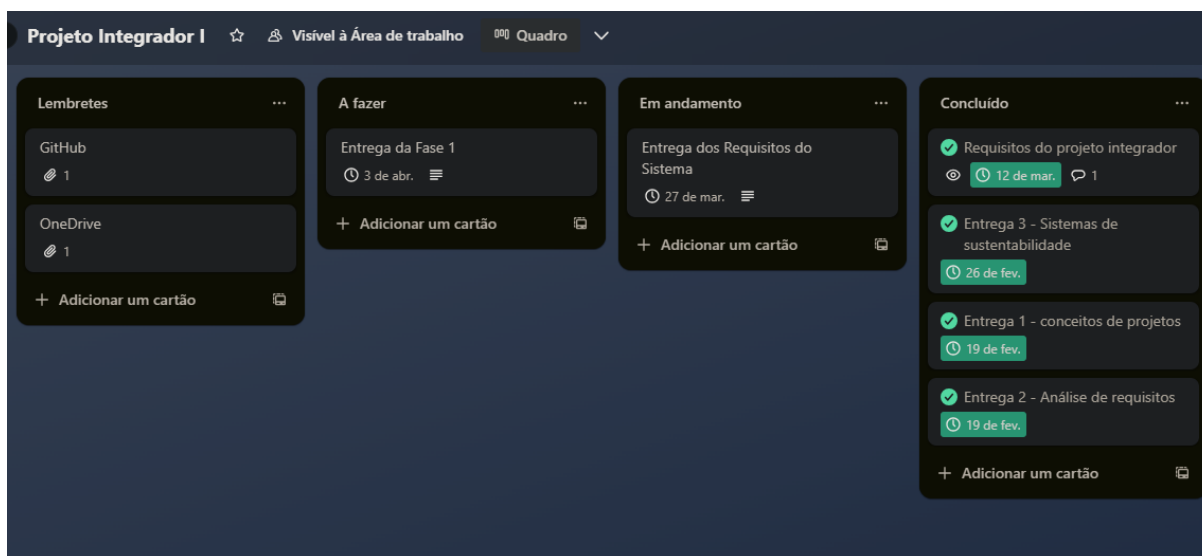 Projeto Integrador I
Visível à Área de trabalho
Quadro
Lembretes
GitHub
1
OneDrive
1
+ Adicionar um cartão
A fazer
Entrega da Fase 1
3 de abr.
+ Adicionar um cartão
Em andamento
Entrega dos Requisitos do
Sistema
27 de mar.
+ Adicionar um cartão
Concluído
Requisitos do projeto integrador
12 de mar.
1
Entrega 3 - Sistemas de
sustentabilidade
26 de fev.
Entrega 1 - conceitos de projetos
19 de fev.
Entrega 2 - Análise de requisitos
19 de fev.
+ Adicionar um cartão